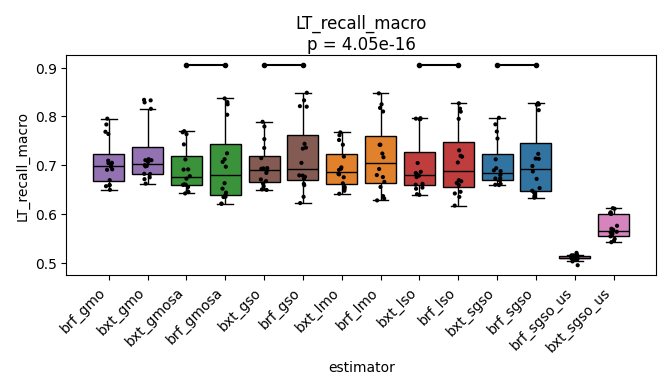 LT_recall_macro
p = 4.05e-16
0.9
0.8
0.7
0.6
0.5
LT_recall_macro
brf_gmo
bxt_gmo
bxt_gmosa
brf_gmosa
bxt_gso
brf_gso
bxt_lmo
brf_lmo
bxt_lso
brf_lso
bxt_sgso
brf_sgso
brf_sgso_us
bxt_sgso_us
estimator